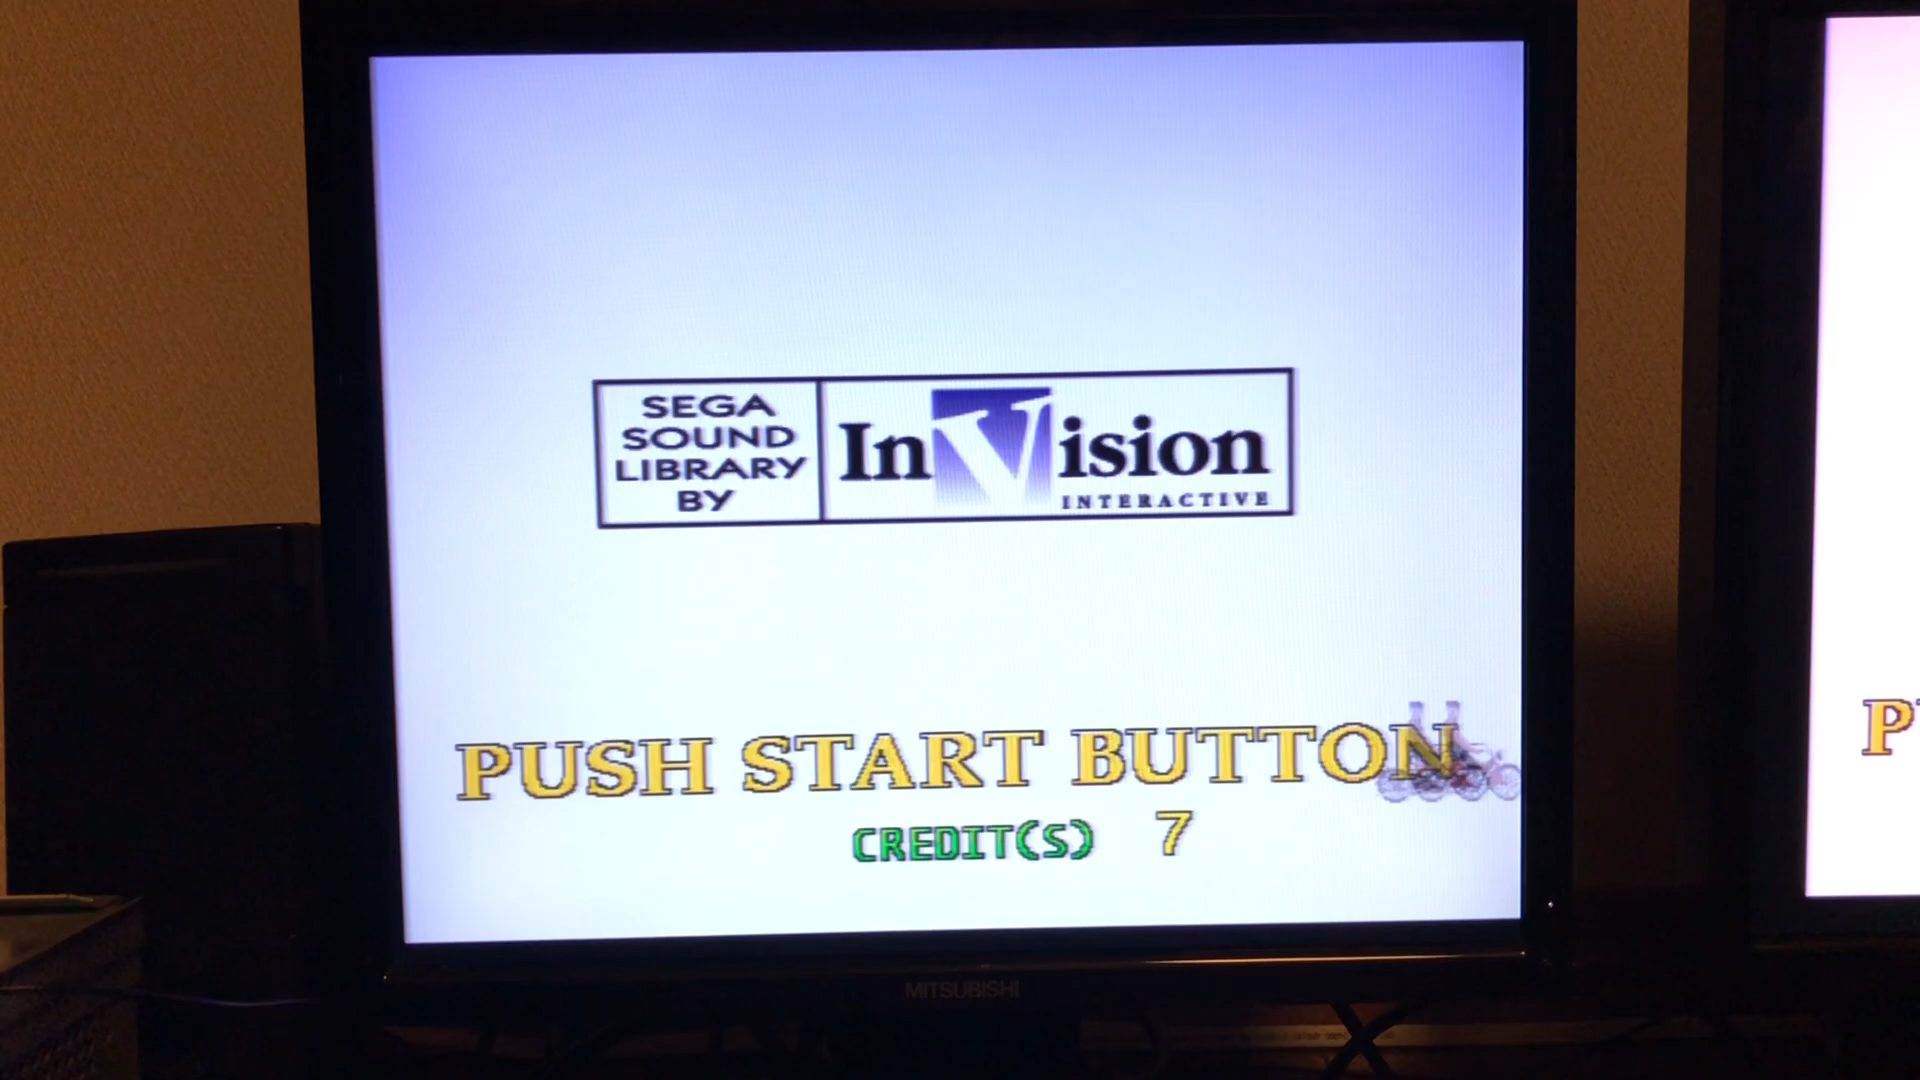 SEGA
SOUND
LIBRARY
BY
InVision
INTERACTIVE
PUSH START BUTTON
CREDIT(S) 7
MITSUBISHI
P